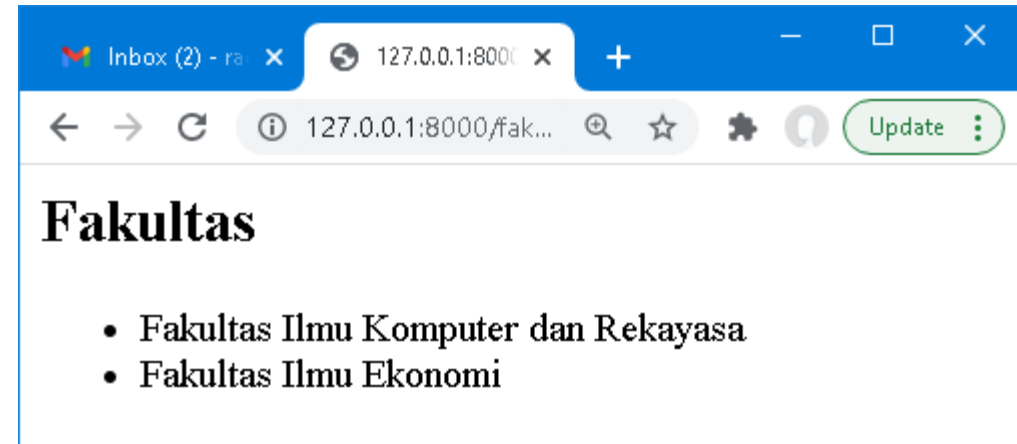 Inbox (2) - ra
127.0.0.1:8000
127.0.0.1:8000/fak...
Update
Fakultas
• Fakultas Ilmu Komputer dan Rekayasa
• Fakultas Ilmu Ekonomi